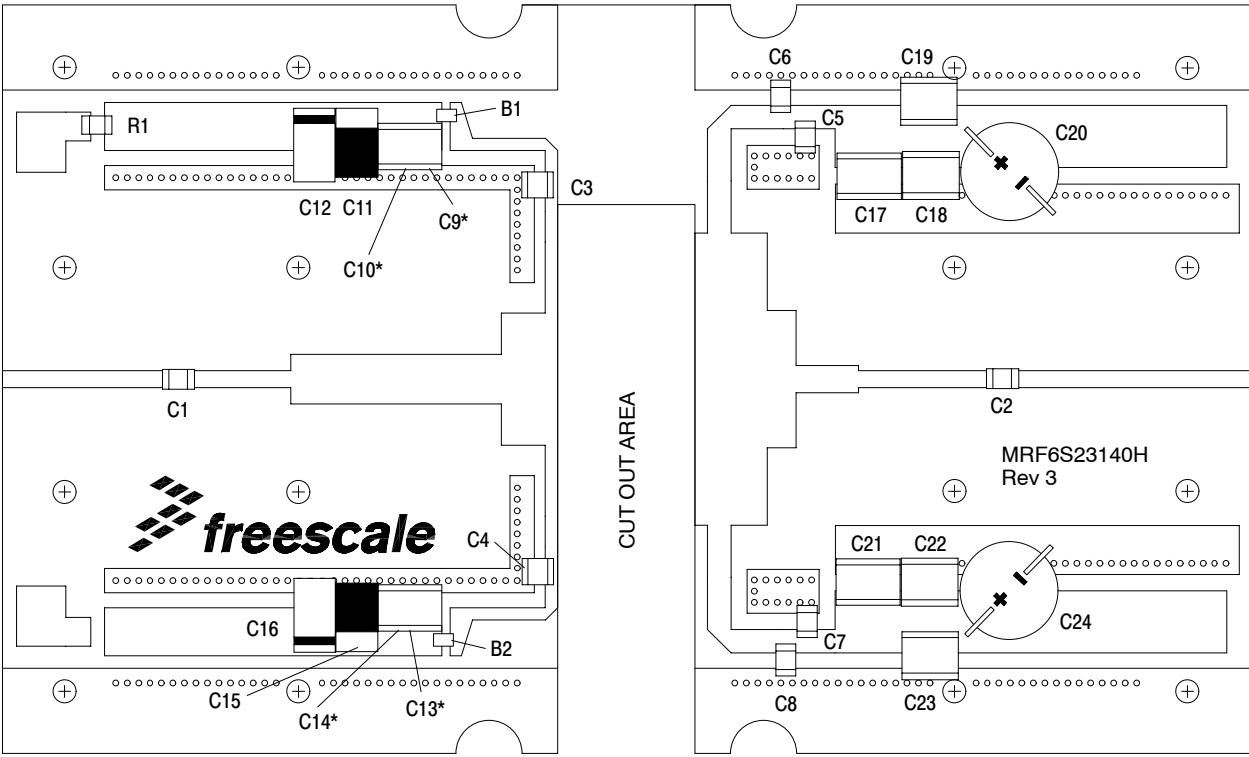 C6
C19
R1
B1
C5
C20
C12
C11
C9*
C3
C10*
C17
C18
C1
CUT OUT AREA
C2
MRF6S23140H
Rev 3
freescale
C4
C21
C22
C16
B2
C7
C24
C15
C14*
C13*
C8
C23